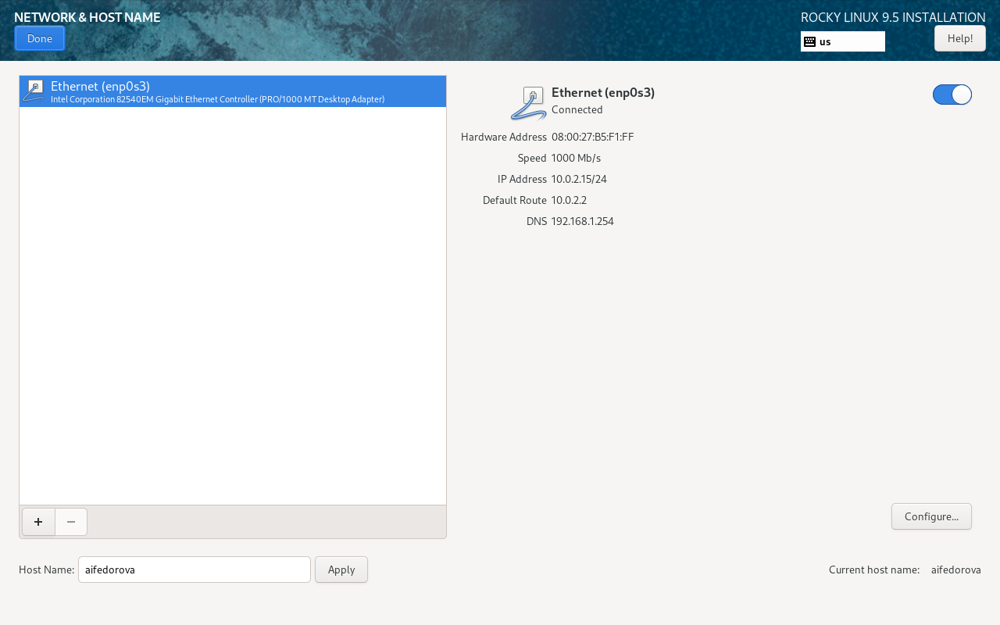 NETWORK & HOST NAME
ROCKY LINUX 9.5 INSTALLATION
Done
us
Help!
Ethernet (enp0s3)
Intel Corporation 82540EM Gigabit Ethernet Controller (PRO/1000 MT Desktop Adapter)
Ethernet (enp0s3)
Connected
Hardware Address 08:00:27:B5:F1:FF
Speed 1000 Mb/s
IP Address 10.0.2.15/24
Default Route 10.0.2.2
DNS 192.168.1.254
+ −
Configure...
Host Name: aifedorova Apply
Current host name: aifedorova